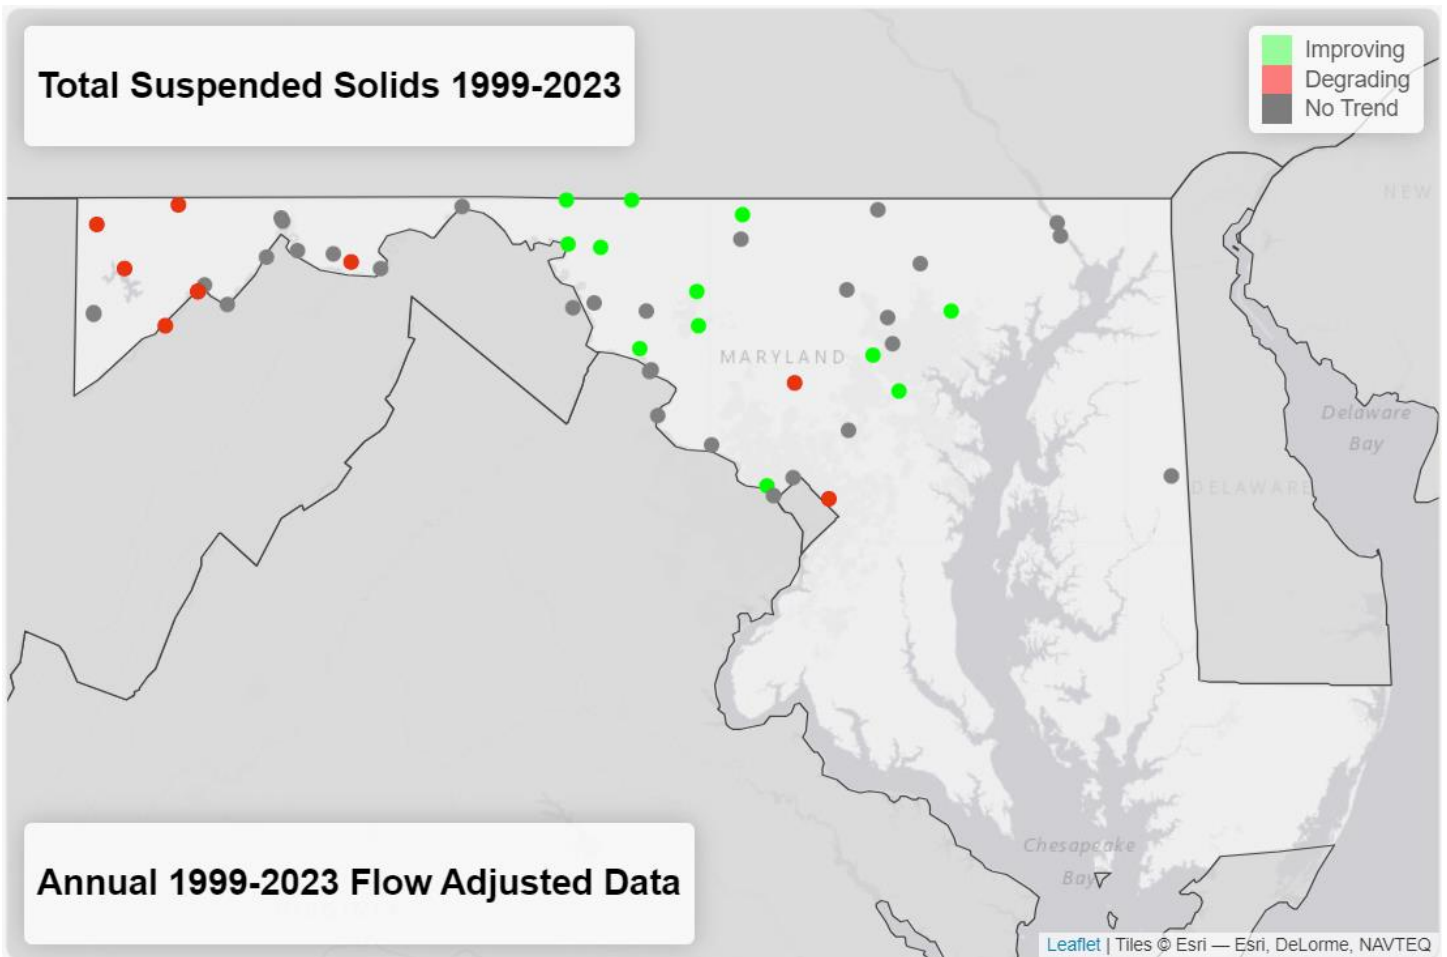 Total Suspended Solids 1999-2023
Improving
Degrading
No Trend
NEW
MARYLAND
Delaware
Bay
DELAWARE
Chesapeake
Bay
Annual 1999-2023 Flow Adjusted Data
Leaflet | Tiles © Esri — Esri, DeLorme, NAVTEQ